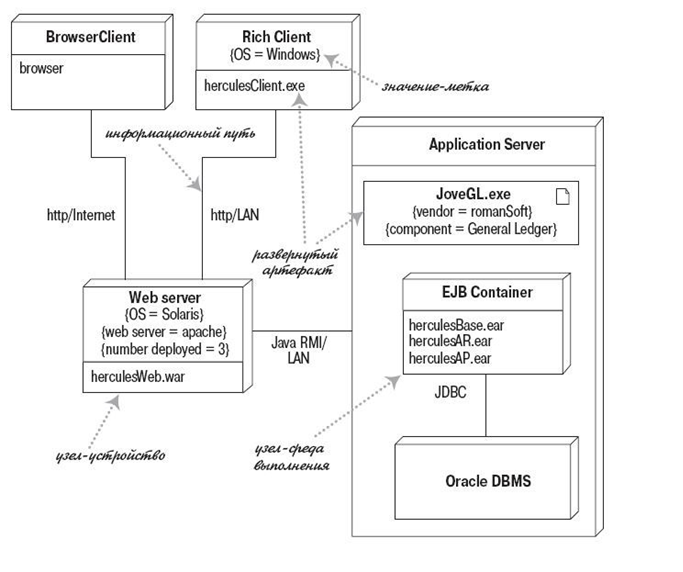 BrowserClient
browser
Rich Client
{OS = Windows}
herculesClient.exe
значение-метка
информационный путь
Application Server
JoveGL.exe
{vendor = romanSoft}
{component = General Ledger}
http/Internet
http/LAN
развернутый
артефакт
Web server
{OS = Solaris}
{web server = apache}
{number deployed = 3}
herculesWeb.war
Java RMI/
LAN
EJB Container
herculesBase.ear
herculesAR.ear
herculesAP.ear
JDBC
узел-устройство
узел-среда
выполнения
Oracle DBMS